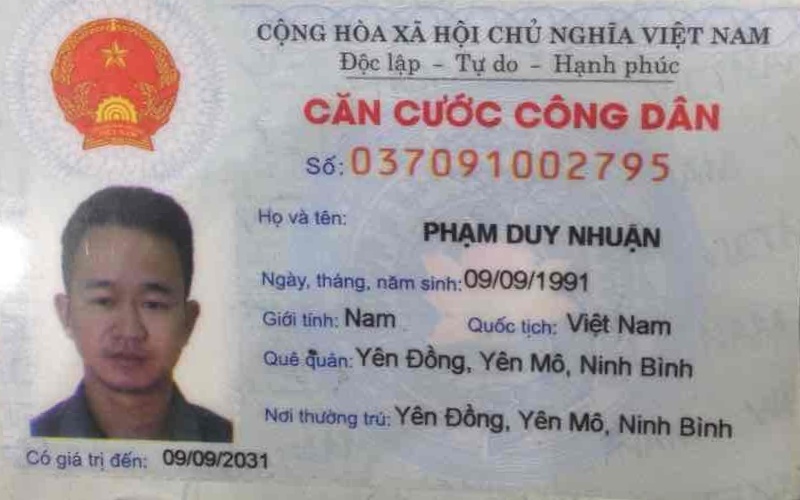 CỘNG HÒA XÃ HỘI CHỦ NGHĨA VIỆT NAM
Độc lập - Tự do - Hạnh phúc
CĂN CƯỚC CÔNG DÂN
Số: 037091002795
Họ và tên:
PHẠM DUY NHUẬN
Ngày, tháng, năm sinh: 09/09/1991
Giới tính: Nam Quốc tịch: Việt Nam
Quê quán: Yên Đồng, Yên Mô, Ninh Bình
Nơi thường trú: Yên Đồng, Yên Mô, Ninh Bình
Có giá trị đến: 09/09/2031